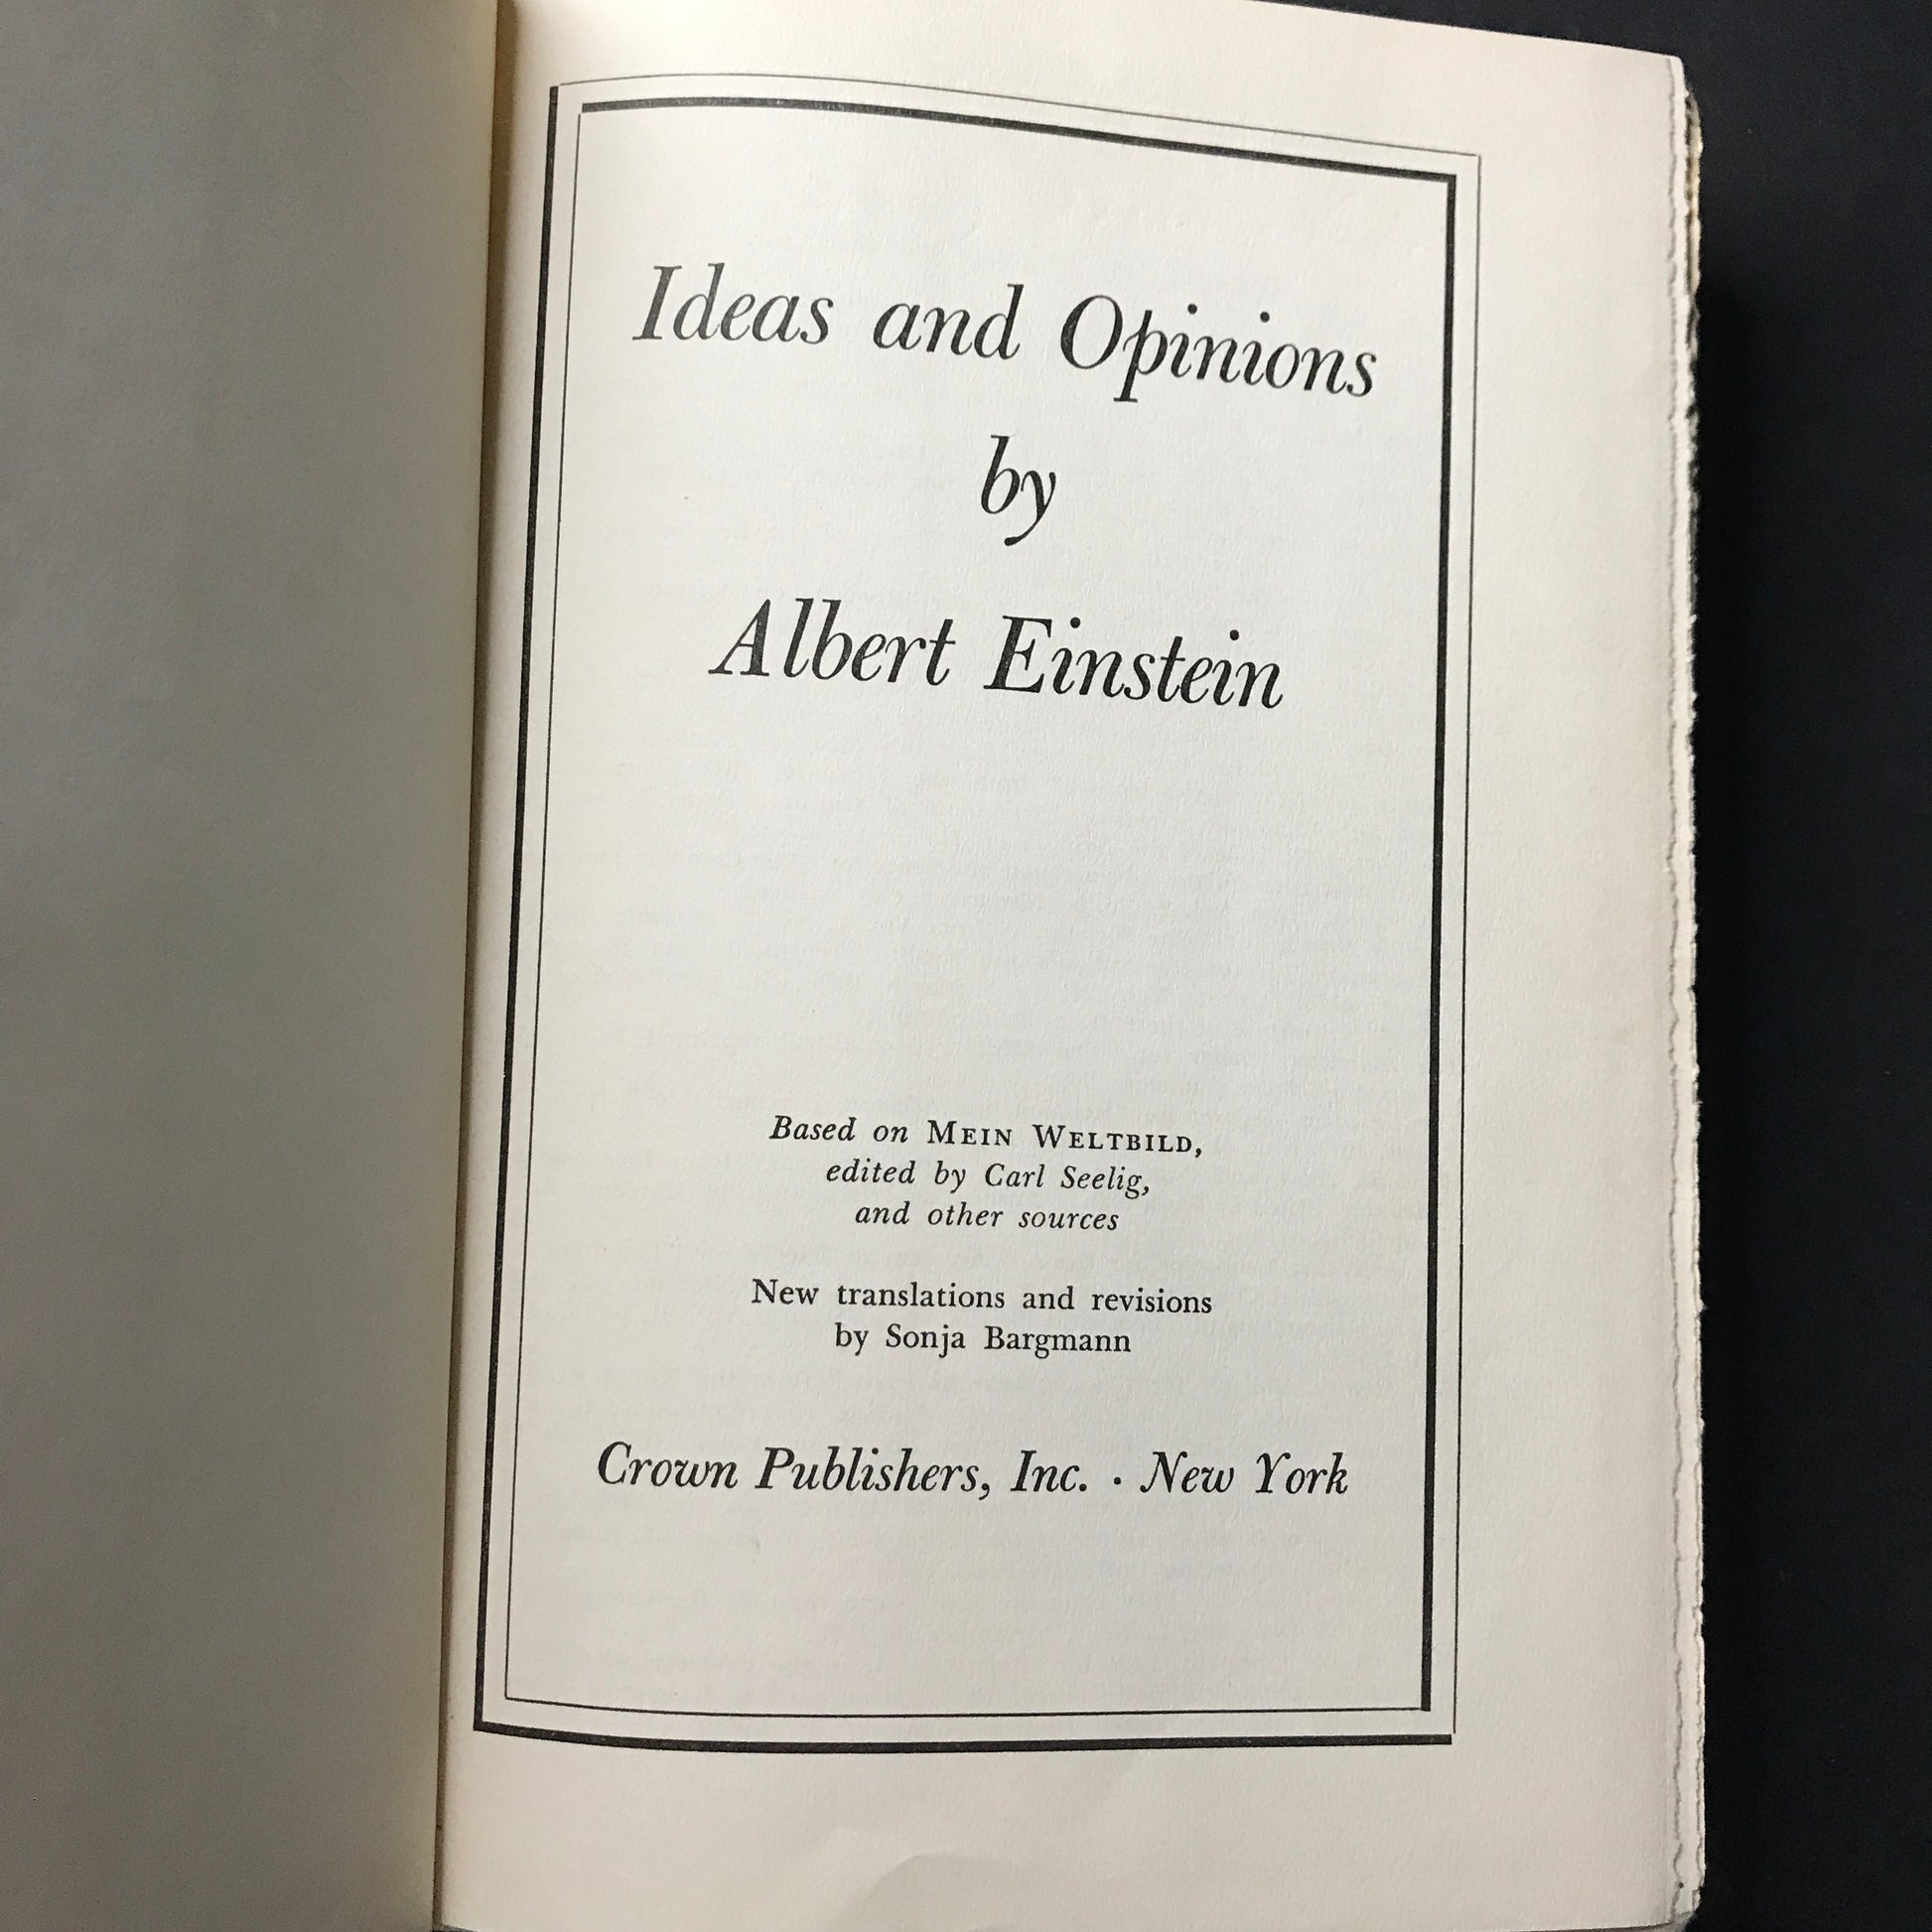 Ideas and Opinions
by
Albert Einstein
Based on MEIN WELTBILD,
edited by Carl Seelig,
and other sources
New translations and revisions
by Sonja Bargmann
Crown Publishers, Inc. · New York